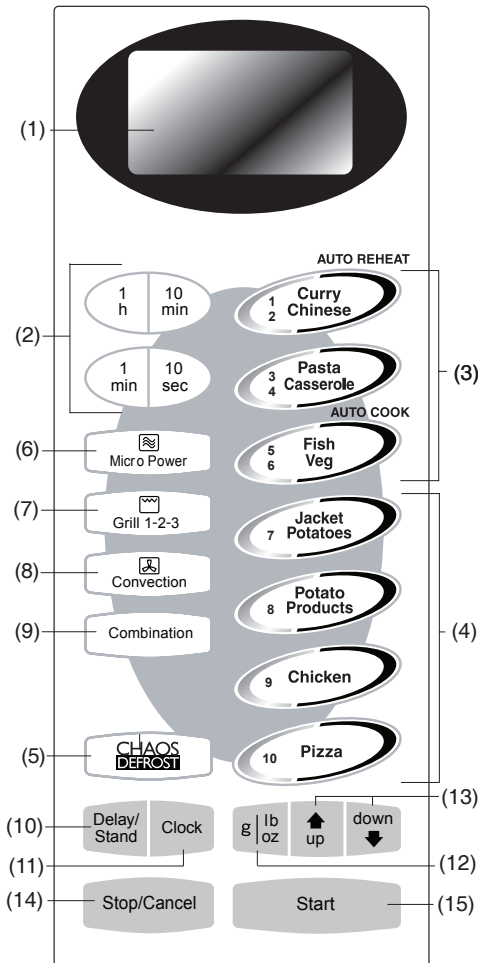 (1)
AUTO REHEAT
1 h
10 min
1 2
Curry
Chinese
(2)
(3)
1 min
10 sec
3 4
Pasta
Casserole
AUTO COOK
(6)
Micro Power
5 6
Fish
Veg
(7)
Grill 1-2-3
7
Jacket
Potatoes
(8)
Convection
8
Potato
Products
(9)
Combination
(4)
9 Chicken
(5)
CHAOS
DEFROST
10 Pizza
(13)
(10)
Delay/
Stand
Clock
g
lb
oz
up
down
(11)
(12)
(14)
Stop/Cancel
Start
(15)